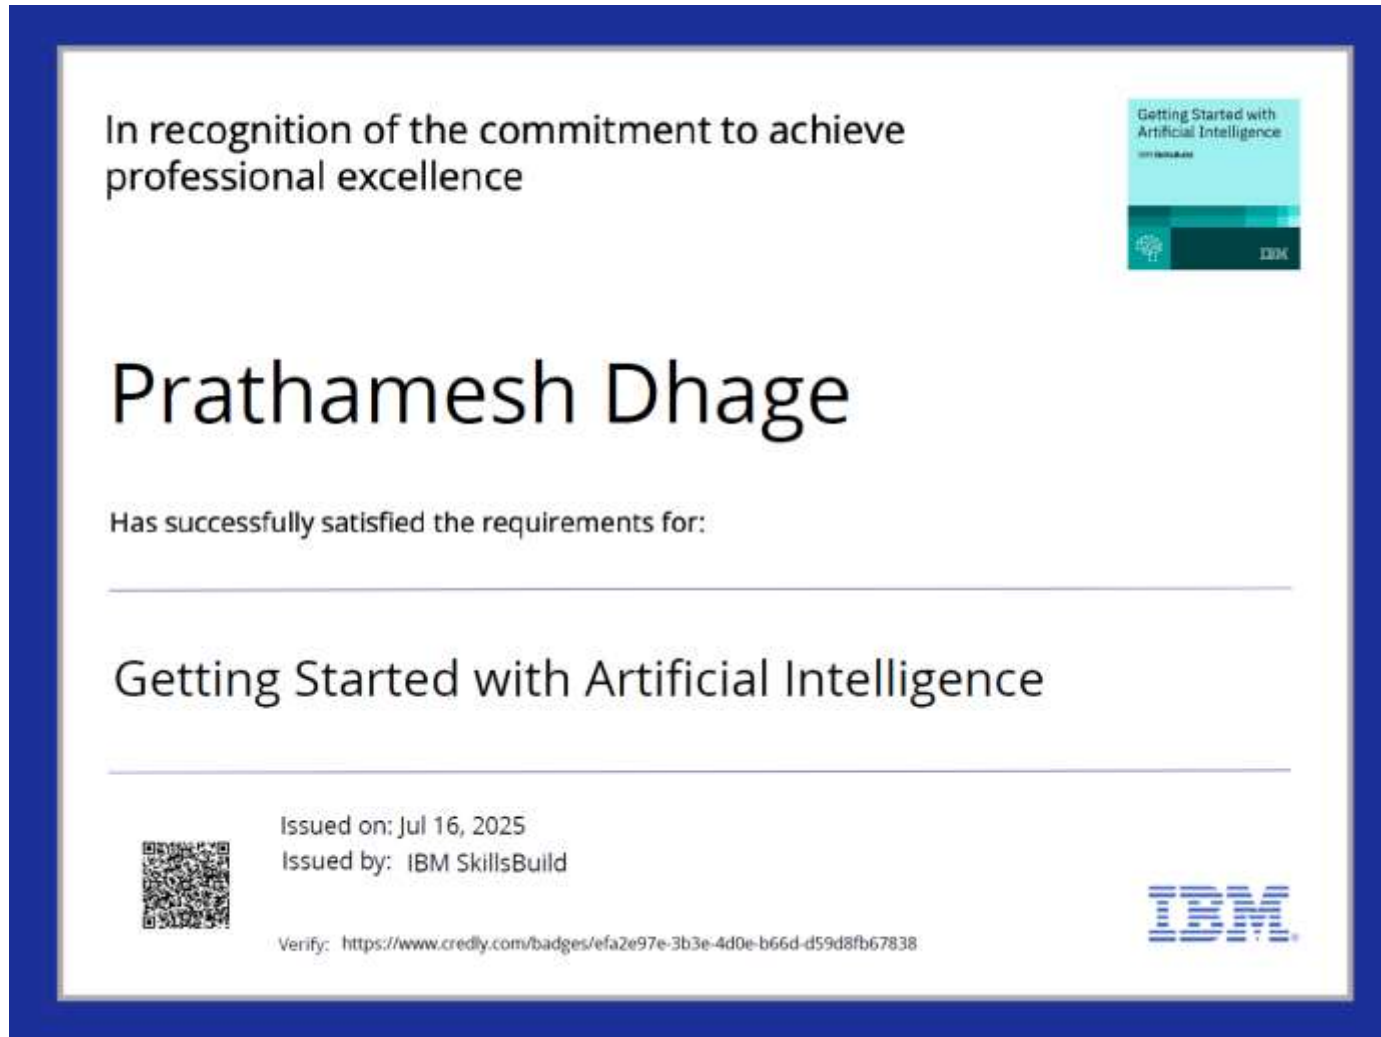 In recognition of the commitment to achieve
professional excellence
Getting Started with
Artificial Intelligence
IBM SkillsBuild
IBM
Prathamesh Dhage
Has successfully satisfied the requirements for:
Getting Started with Artificial Intelligence
Issued on: Jul 16, 2025
Issued by: IBM SkillsBuild
Verify: https://www.credly.com/badges/efa2e97e-3b3e-4d0e-b66d-d59d8fb67838
IBM.